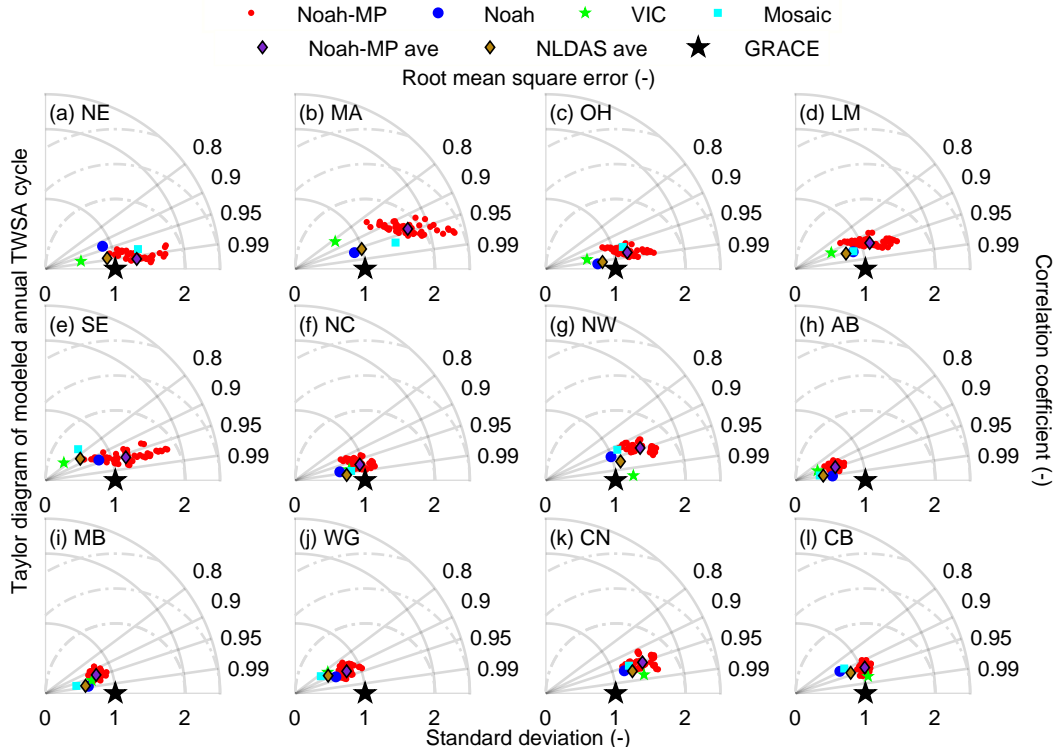 Noah-MP Noah VIC Mosaic
Noah-MP ave NLDAS ave GRACE
Root mean square error (-)
Taylor diagram of modeled annual TWSA cycle
(a) NE
0.8
0.9
0.95
0.99
0 1 2
(b) MA
0.8
0.9
0.95
0.99
0 1 2
(c) OH
0.8
0.9
0.95
0.99
0 1 2
(d) LM
0.8
0.9
0.95
0.99
0 1 2
(e) SE
0.8
0.9
0.95
0.99
0 1 2
(f) NC
0.8
0.9
0.95
0.99
0 1 2
(g) NW
0.8
0.9
0.95
0.99
0 1 2
(h) AB
0.8
0.9
0.95
0.99
0 1 2
(i) MB
0.8
0.9
0.95
0.99
0 1 2
(j) WG
0.8
0.9
0.95
0.99
0 1 2
(k) CN
0.8
0.9
0.95
0.99
0 1 2
(l) CB
0.8
0.9
0.95
0.99
0 1 2
Correlation coefficient (-)
Standard deviation (-)